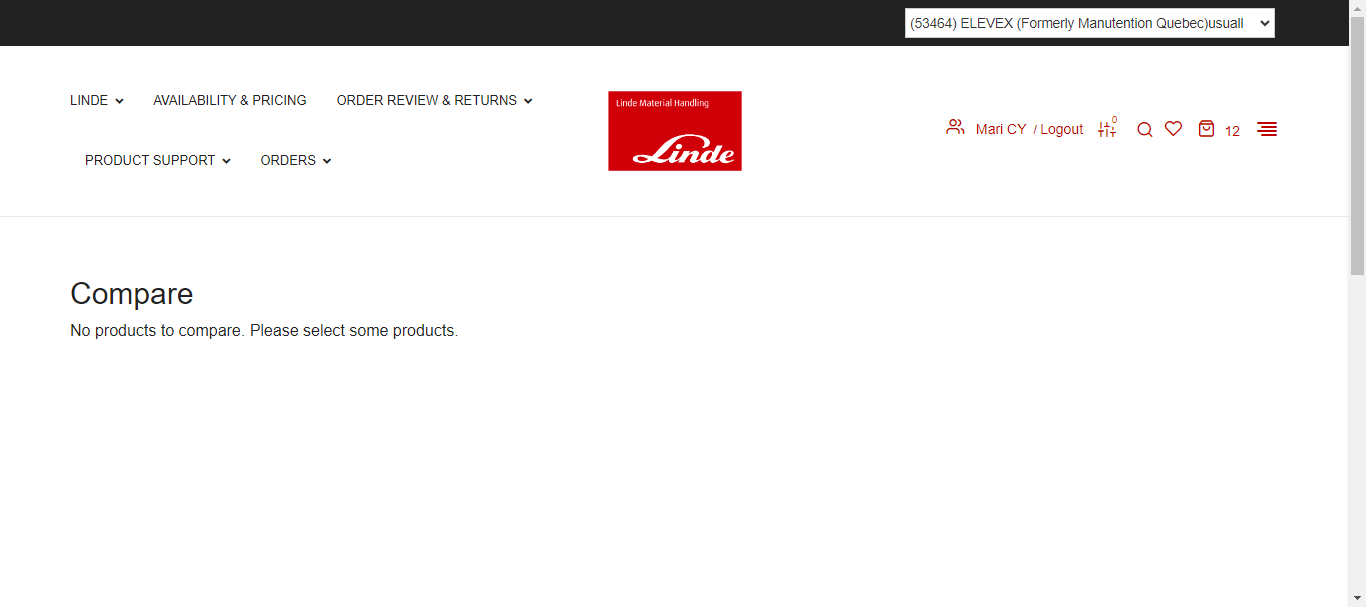 (53464) ELEVEX (Formerly Manutention Quebec)usuall
LINDE
AVAILABILITY & PRICING
ORDER REVIEW & RETURNS
PRODUCT SUPPORT
ORDERS
Linde Material Handling
Linde
Mari CY / Logout
0
12
Compare
No products to compare. Please select some products.